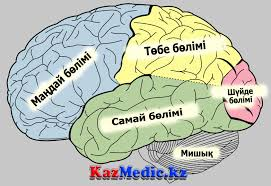 Маңдай бөлімі
Төбе бөлімі
Шүйде
бөлімі
Самай бөлімі
Мишық
KazMedic.kz